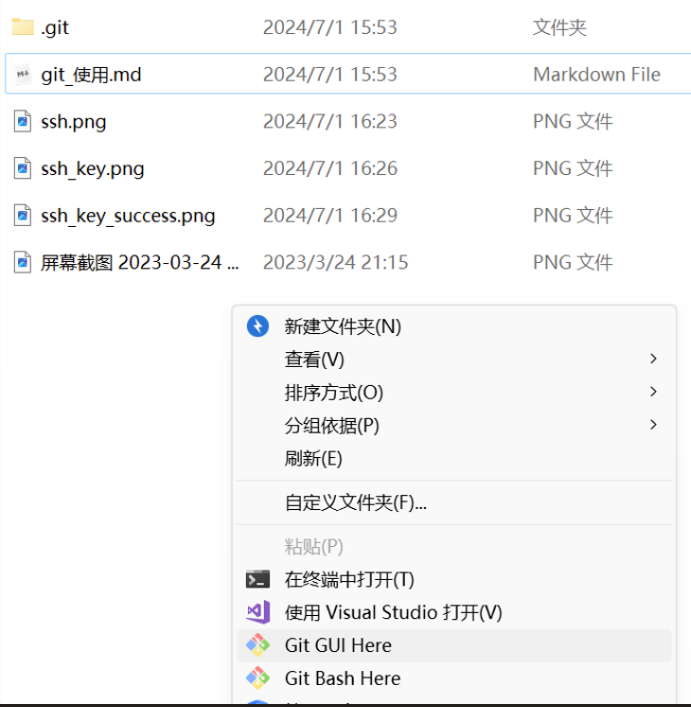 .git 2024/7/1 15:53 文件夹
git_使用.md 2024/7/1 15:53 Markdown File
ssh.png 2024/7/1 16:23 PNG 文件
ssh_key.png 2024/7/1 16:26 PNG 文件
ssh_key_success.png 2024/7/1 16:29 PNG 文件
屏幕截图 2023-03-24 ... 2023/3/24 21:15 PNG 文件
新建文件夹(N)
查看(V)
排序方式(O)
分组依据(P)
刷新(E)
自定义文件夹(F)...
粘贴(P)
在终端中打开(T)
使用 Visual Studio 打开(V)
Git GUI Here
Git Bash Here